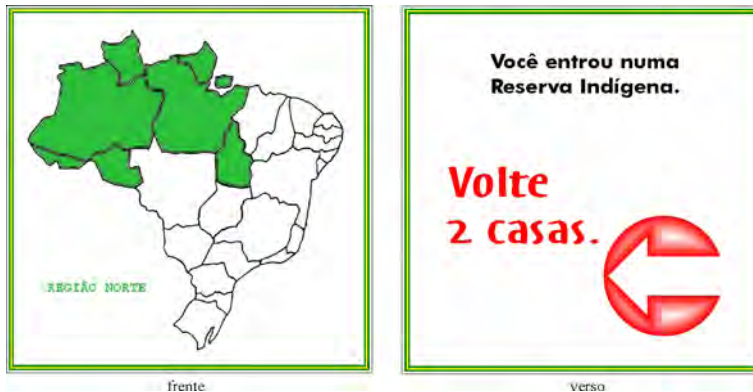 REGIÃO NORTE
frente
Você entrou numa
Reserva Indígena.
Volte
2 casas.
verso